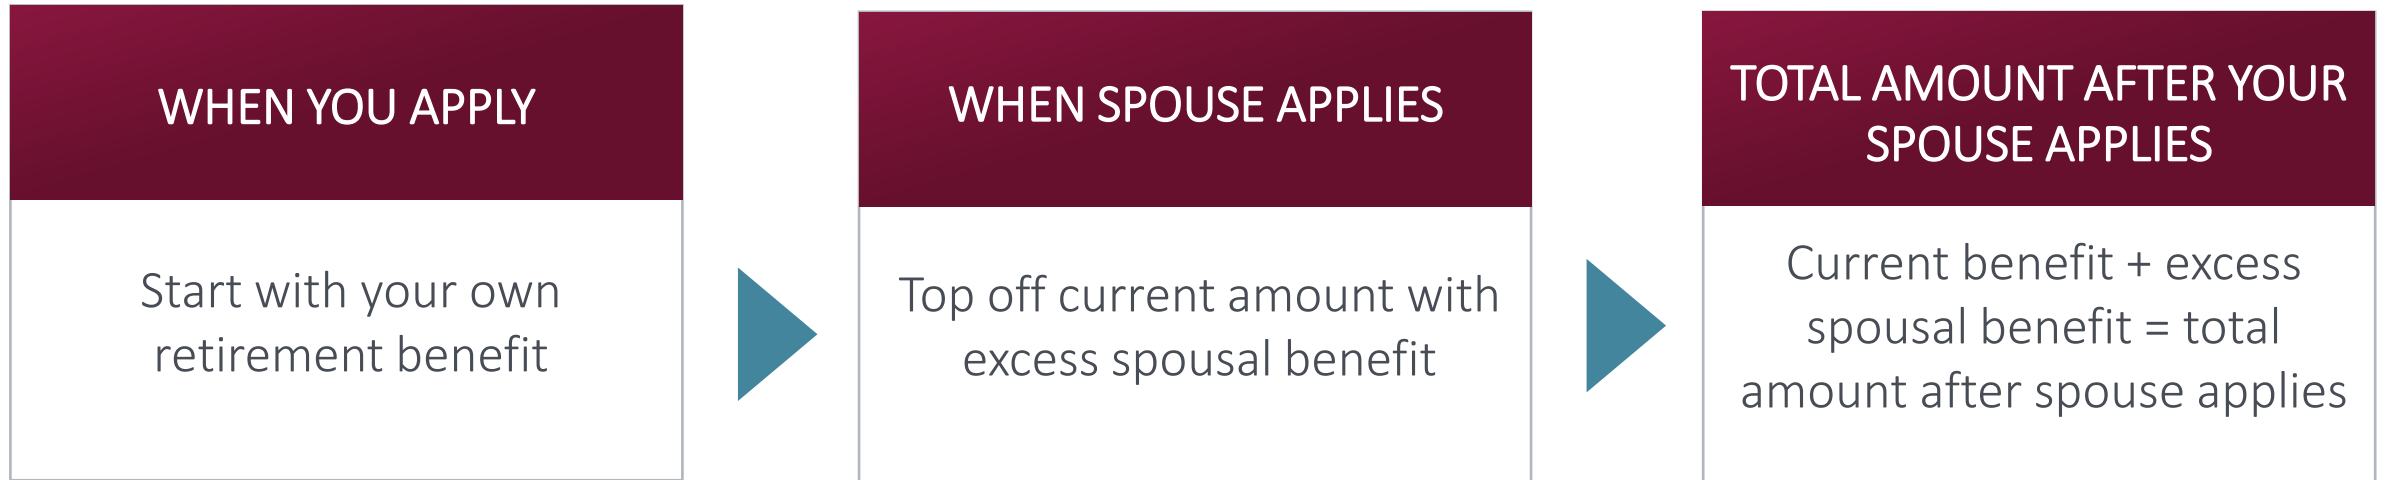 WHEN YOU APPLY
Start with your own
retirement benefit
WHEN SPOUSE APPLIES
Top off current amount with
excess spousal benefit
TOTAL AMOUNT AFTER YOUR
SPOUSE APPLIES
Current benefit + excess
spousal benefit = total
amount after spouse applies